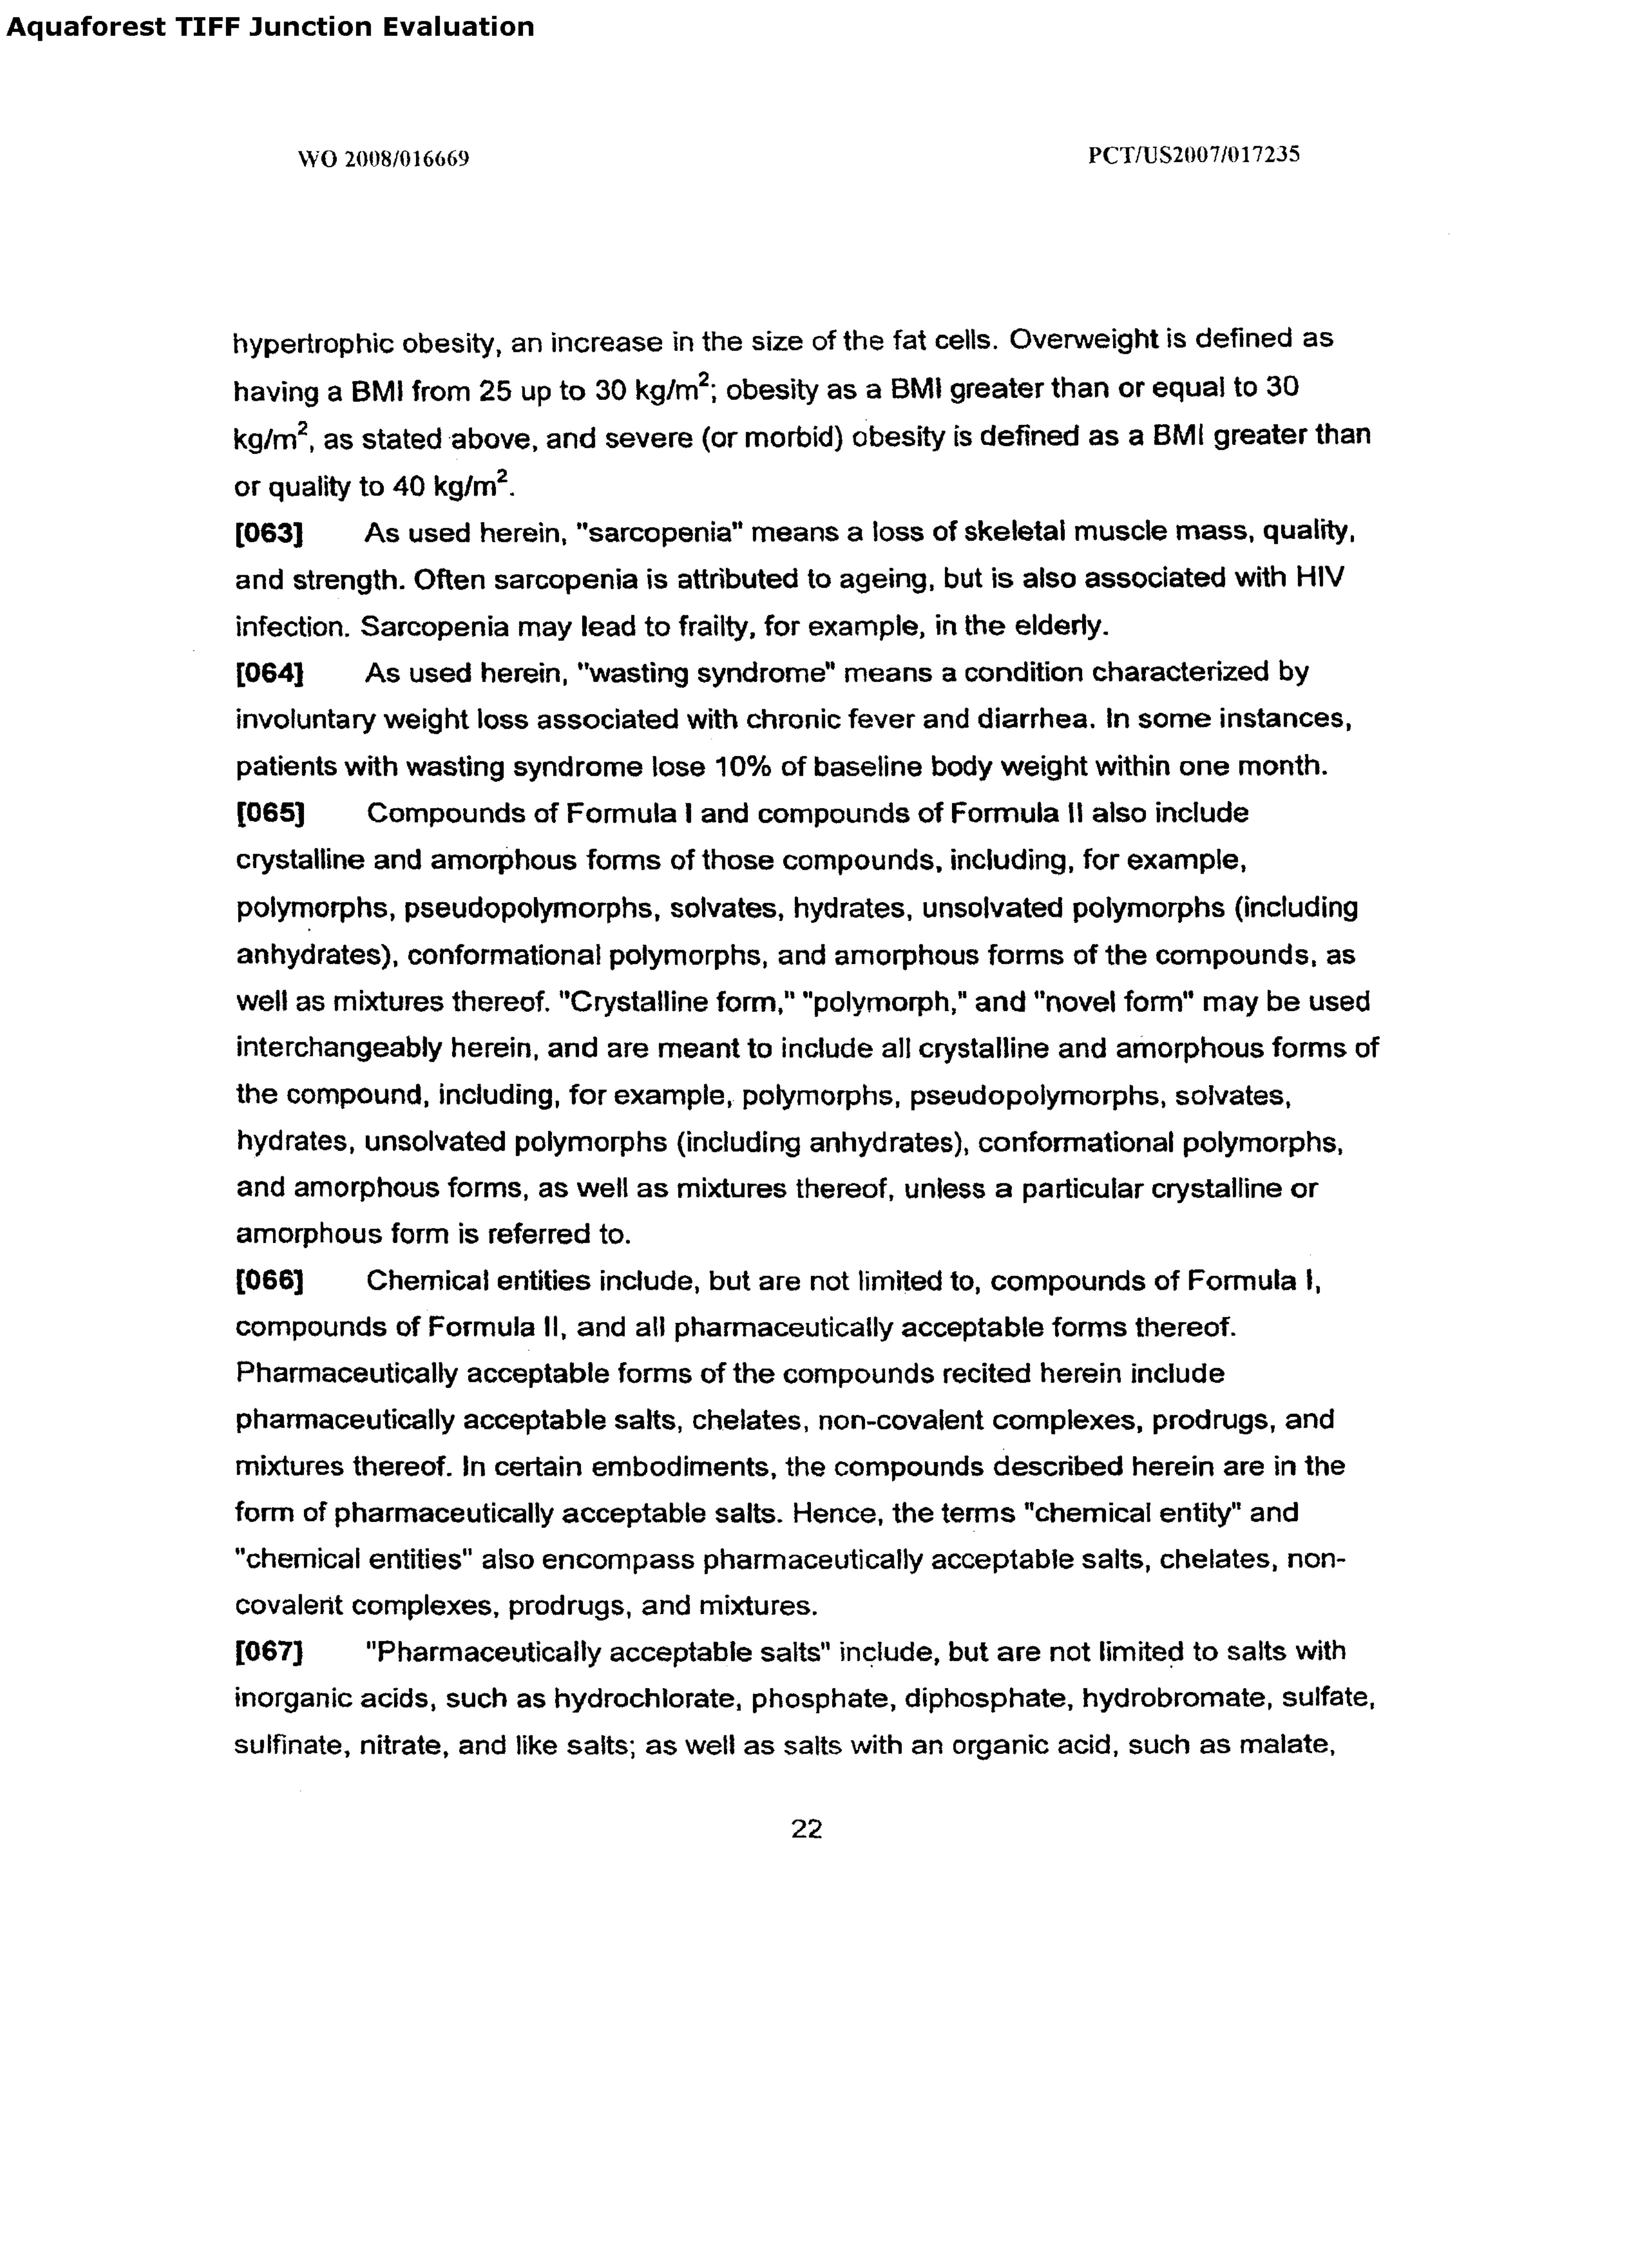 Aquaforest TIFF Junction Evaluation
WO 2008/016669 PCT/US2007/017235
hypertrophic obesity, an increase in the size of the fat cells. Overweight is defined as
having a BMI from 25 up to 30 kg/m²; obesity as a BMI greater than or equal to 30
kg/m², as stated above, and severe (or morbid) obesity is defined as a BMI greater than
or quality to 40 kg/m².
[063] As used herein, "sarcopenia" means a loss of skeletal muscle mass, quality,
and strength. Often sarcopenia is attributed to ageing, but is also associated with HIV
infection. Sarcopenia may lead to frailty, for example, in the elderly.
[064] As used herein, "wasting syndrome" means a condition characterized by
involuntary weight loss associated with chronic fever and diarrhea. In some instances,
patients with wasting syndrome lose 10% of baseline body weight within one month.
[065] Compounds of Formula I and compounds of Formula II also include
crystalline and amorphous forms of those compounds, including, for example,
polymorphs, pseudopolymorphs, solvates, hydrates, unsolvated polymorphs (including
anhydrates), conformational polymorphs, and amorphous forms of the compounds, as
well as mixtures thereof. "Crystalline form," "polymorph," and "novel form" may be used
interchangeably herein, and are meant to include all crystalline and amorphous forms of
the compound, including, for example, polymorphs, pseudopolymorphs, solvates,
hydrates, unsolvated polymorphs (including anhydrates), conformational polymorphs,
and amorphous forms, as well as mixtures thereof, unless a particular crystalline or
amorphous form is referred to.
[066] Chemical entities include, but are not limited to, compounds of Formula I,
compounds of Formula II, and all pharmaceutically acceptable forms thereof.
Pharmaceutically acceptable forms of the compounds recited herein include
pharmaceutically acceptable salts, chelates, non-covalent complexes, prodrugs, and
mixtures thereof. In certain embodiments, the compounds described herein are in the
form of pharmaceutically acceptable salts. Hence, the terms "chemical entity" and
"chemical entities" also encompass pharmaceutically acceptable salts, chelates, non-
covalent complexes, prodrugs, and mixtures.
[067] "Pharmaceutically acceptable salts" include, but are not limited to salts with
inorganic acids, such as hydrochlorate, phosphate, diphosphate, hydrobromate, sulfate,
sulfinate, nitrate, and like salts; as well as salts with an organic acid, such as malate,
22